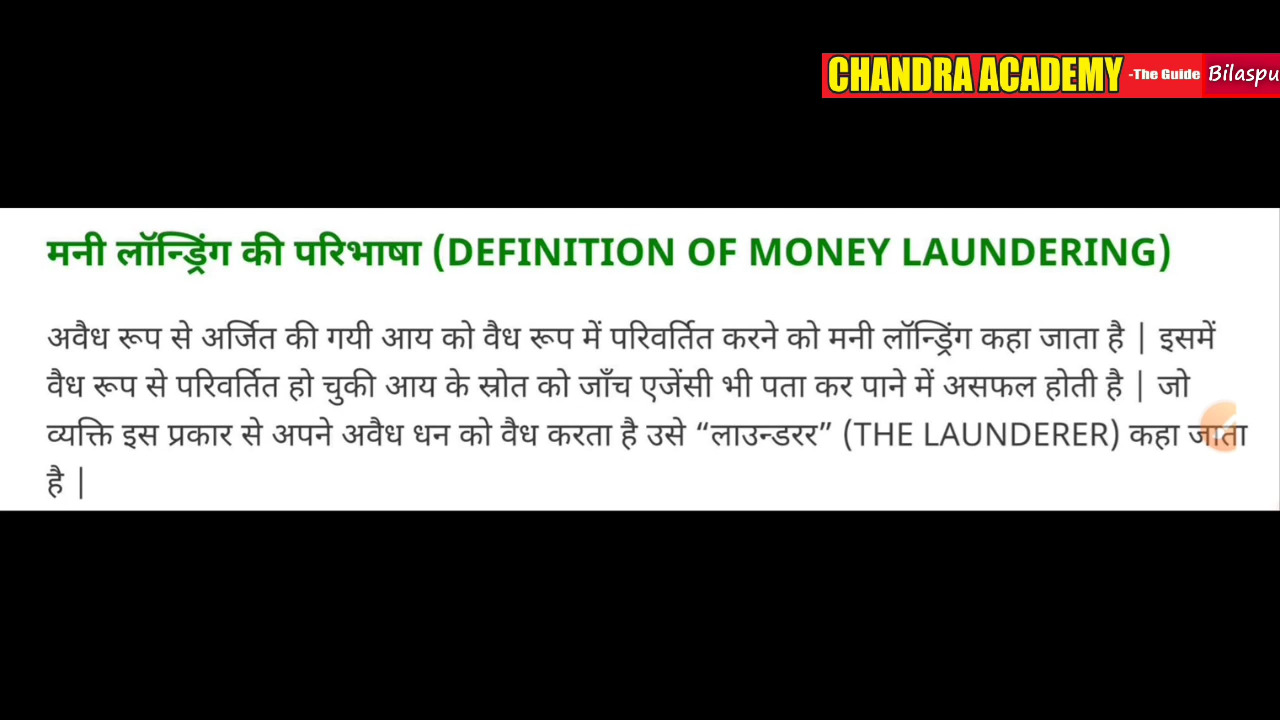 CHANDRA ACADEMY -The Guide
मनी लॉन्ड्रिंग की परिभाषा (DEFINITION OF MONEY LAUNDERING)
अवैध रूप से अर्जित की गयी आय को वैध रूप में परिवर्तित करने को मनी लॉन्ड्रिंग कहा जाता है | इसमें
वैध रूप से परिवर्तित हो चुकी आय के स्रोत को जाँच एजेंसी भी पता कर पाने में असफल होती है | जो
व्यक्ति इस प्रकार से अपने अवैध धन को वैध करता है उसे “लाउन्डरर” (THE LAUNDERER) कहा जाता
है |